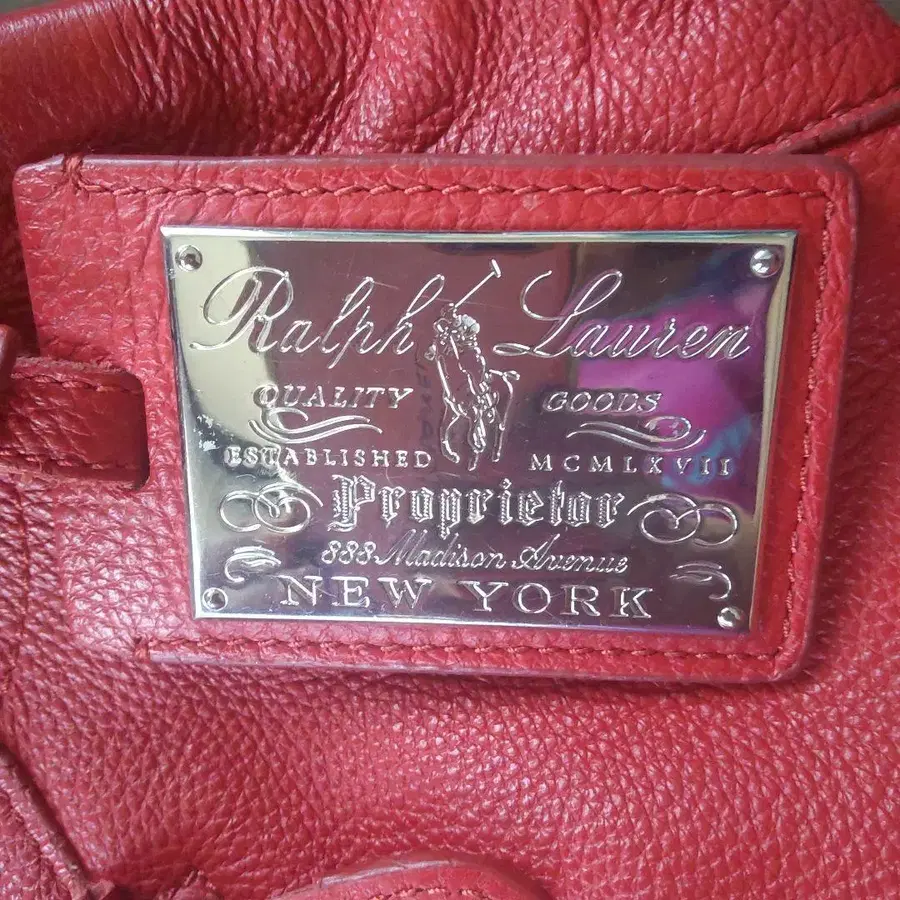 Ralph Lauren
QUALITY GOODS
ESTABLISHED MCMLXVII
Proprietor
888 Madison Avenue
NEW YORK